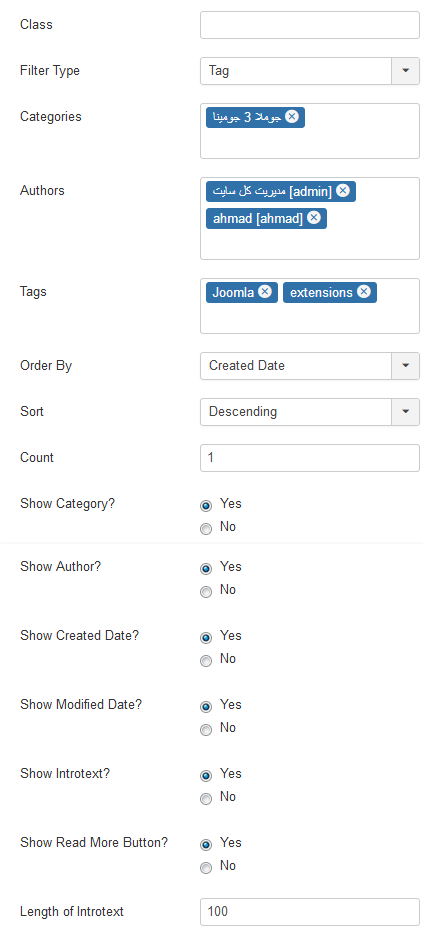 Class
Filter Type Tag
Categories جوملا 3 جومینا
Authors مدیریت کل سایت [admin]
ahmad [ahmad]
Tags Joomla extensions
Order By Created Date
Sort Descending
Count 1
Show Category? Yes
No
Show Author? Yes
No
Show Created Date? Yes
No
Show Modified Date? Yes
No
Show Introtext? Yes
No
Show Read More Button? Yes
No
Length of Introtext 100